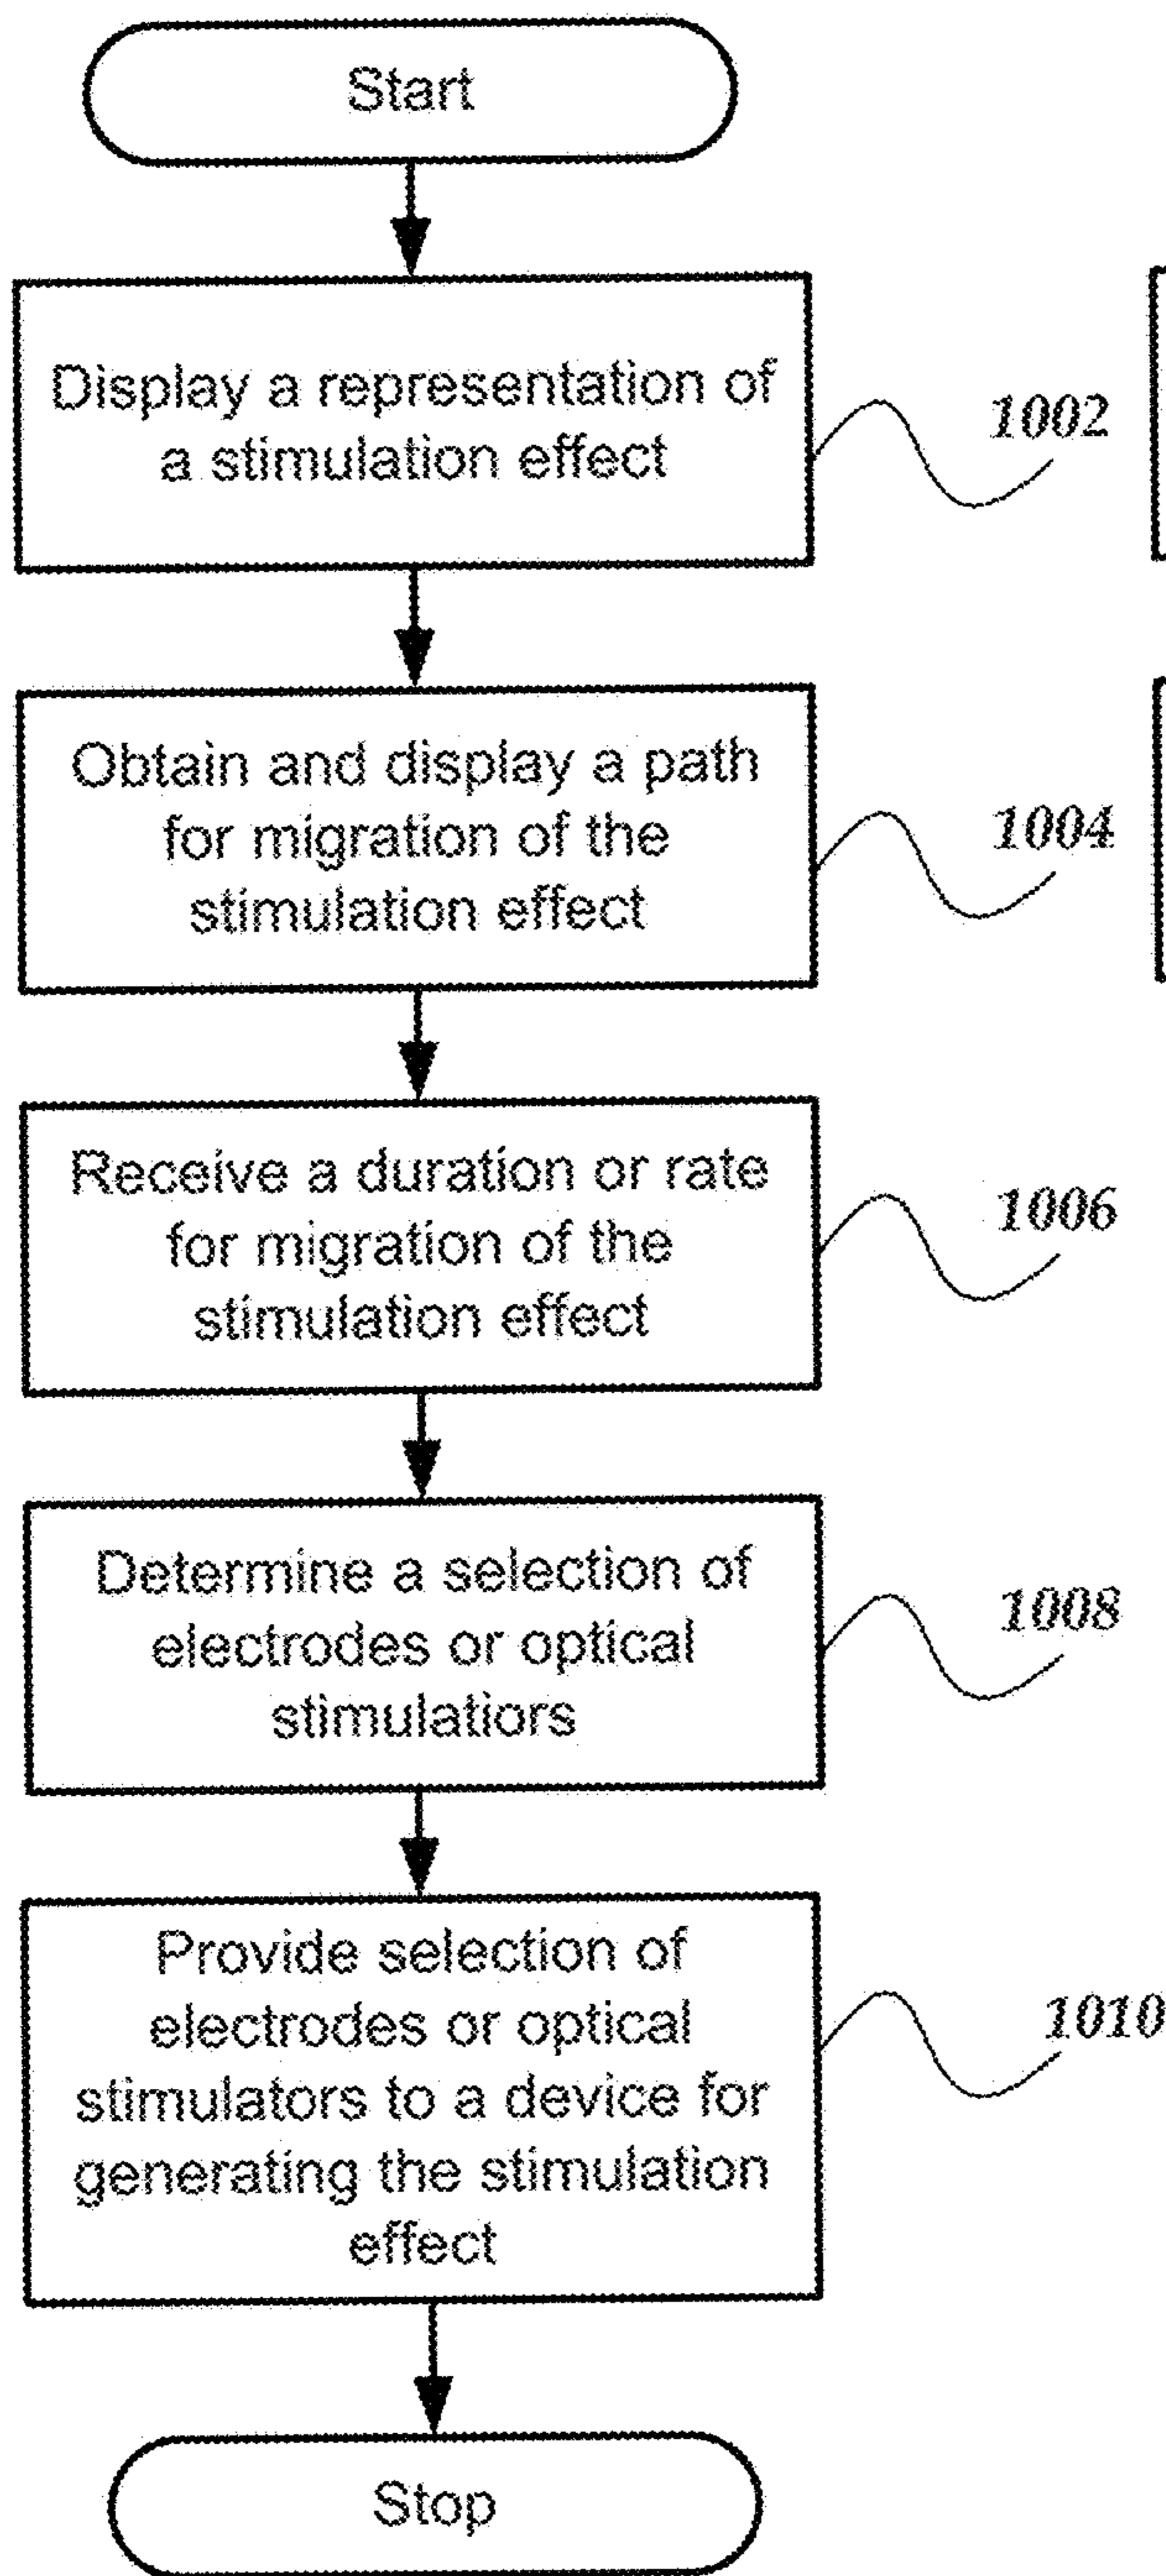 Start
Display a representation of
a stimulation effect
1002
Obtain and display a path
for migration of the
stimulation effect
1004
Receive a duration or rate
for migration of the
stimulation effect
1006
Determine a selection of
electrodes or optical
stimulatiors
1008
Provide selection of
electrodes or optical
stimulators to a device for
generating the stimulation
effect
1010
Stop